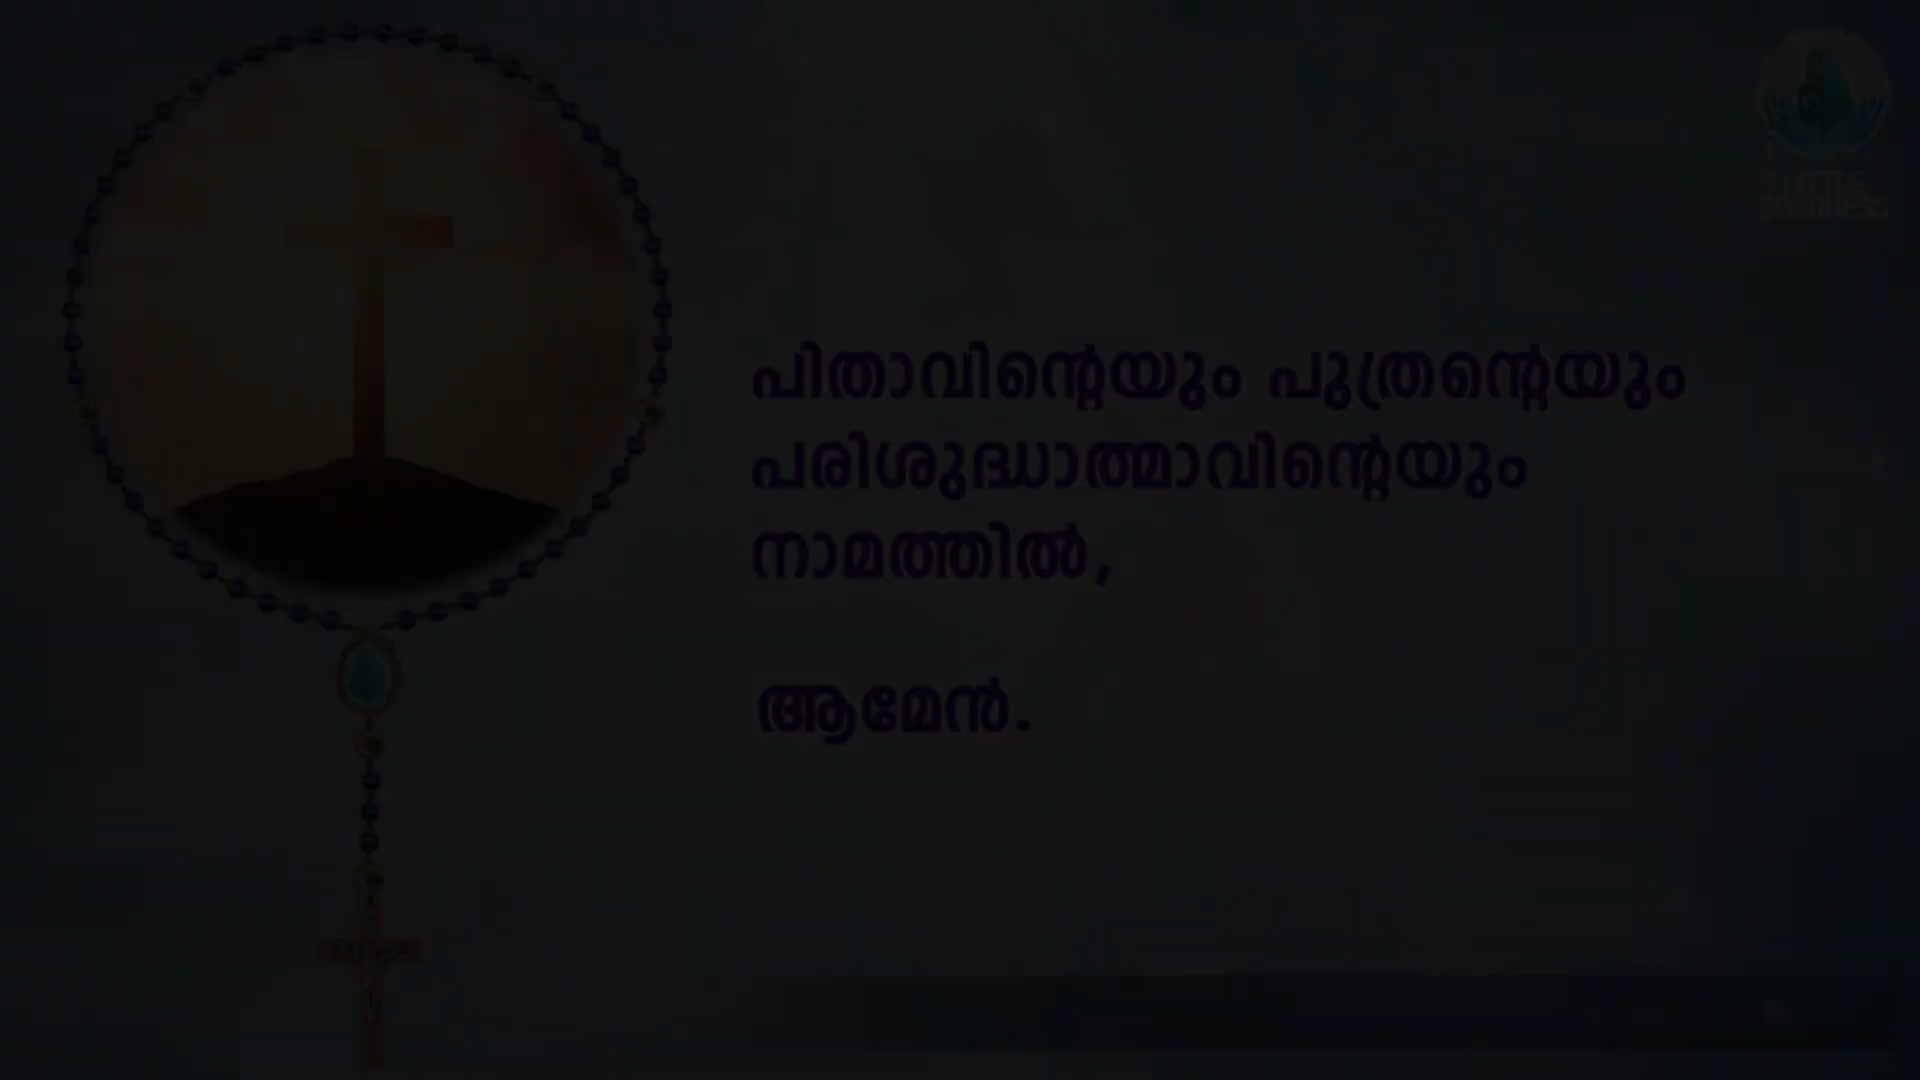 പിതാവിന്റെയും പുത്രന്റെയും
പരിശുദ്ധാത്മാവിന്റെയും
നാമത്തിൽ,
ആമേൻ.